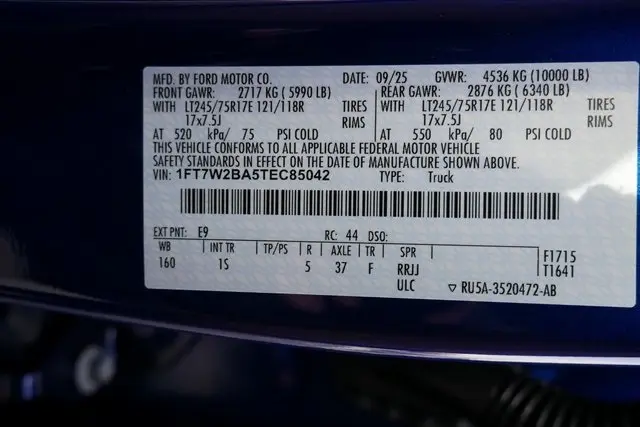 MFD. BY FORD MOTOR CO. DATE: 09/25 GVWR: 4536 KG (10000 LB)
FRONT GAWR: 2717 KG ( 5990 LB) REAR GAWR: 2876 KG ( 6340 LB)
WITH LT245/75R17E 121/118R TIRES WITH LT245/75R17E 121/118R TIRES
17x7.5J RIMS 17x7.5J RIMS
AT 520 kPa/ 75 PSI COLD AT 550 kPa/ 80 PSI COLD
THIS VEHICLE CONFORMS TO ALL APPLICABLE FEDERAL MOTOR VEHICLE
SAFETY STANDARDS IN EFFECT ON THE DATE OF MANUFACTURE SHOWN ABOVE.
VIN: 1FT7W2BA5TEC85042 TYPE: Truck
EXT PNT: E9 RC: 44 DSO:
WB INT TR TP/PS R AXLE TR SPR F1715
160 1S 5 37 F RRJJ T1641
ULC ▽ RU5A-3520472-AB